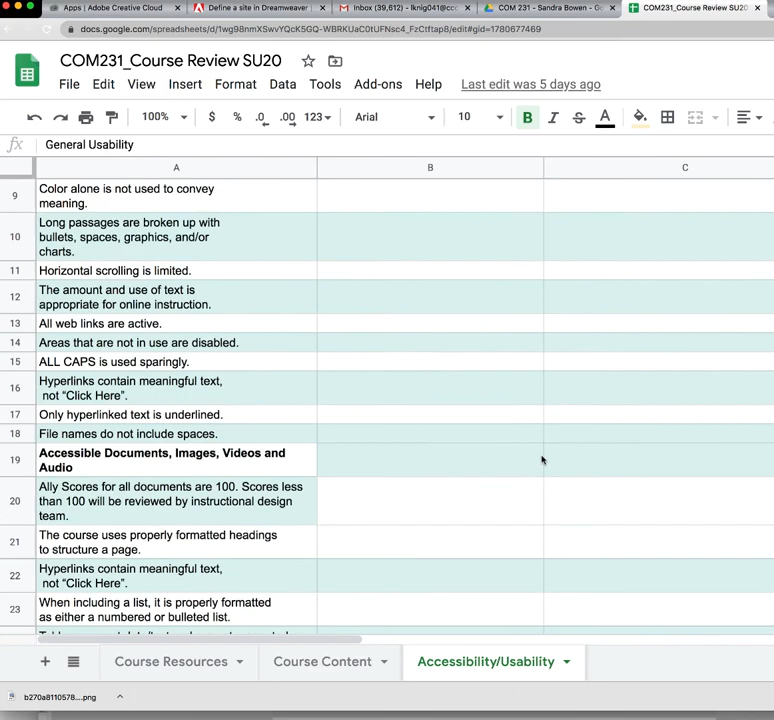 Apps | Adobe Creative Cloud
Define a site in Dreamweaver
Inbox (39,612) - lknig041@ccc
COM 231 - Sandra Bowen - G
COM231_Course Review SU20
docs.google.com/spreadsheets/d/1wg98nmXSwvYQcK5GQ-WBRKUaC0tUFNsc4_FzCtftap8/edit#gid=1780677469
COM231_Course Review SU20
File Edit View Insert Format Data Tools Add-ons Help Last edit was 5 days ago
100% $ % .0 .00 123 Arial 10 B I S A
fx General Usability
A B C
9 Color alone is not used to convey
meaning.
Long passages are broken up with
10 bullets, spaces, graphics, and/or
charts.
11 Horizontal scrolling is limited.
12 The amount and use of text is
appropriate for online instruction.
13 All web links are active.
14 Areas that are not in use are disabled.
15 ALL CAPS is used sparingly.
16 Hyperlinks contain meaningful text,
not “Click Here”.
17 Only hyperlinked text is underlined.
18 File names do not include spaces.
19 Accessible Documents, Images, Videos and
Audio
Ally Scores for all documents are 100. Scores less
20 than 100 will be reviewed by instructional design
team.
21 The course uses properly formatted headings
to structure a page.
22 Hyperlinks contain meaningful text,
not “Click Here”.
23 When including a list, it is properly formatted
as either a numbered or bulleted list.
+ Course Resources Course Content Accessibility/Usability
b270a8110578....png